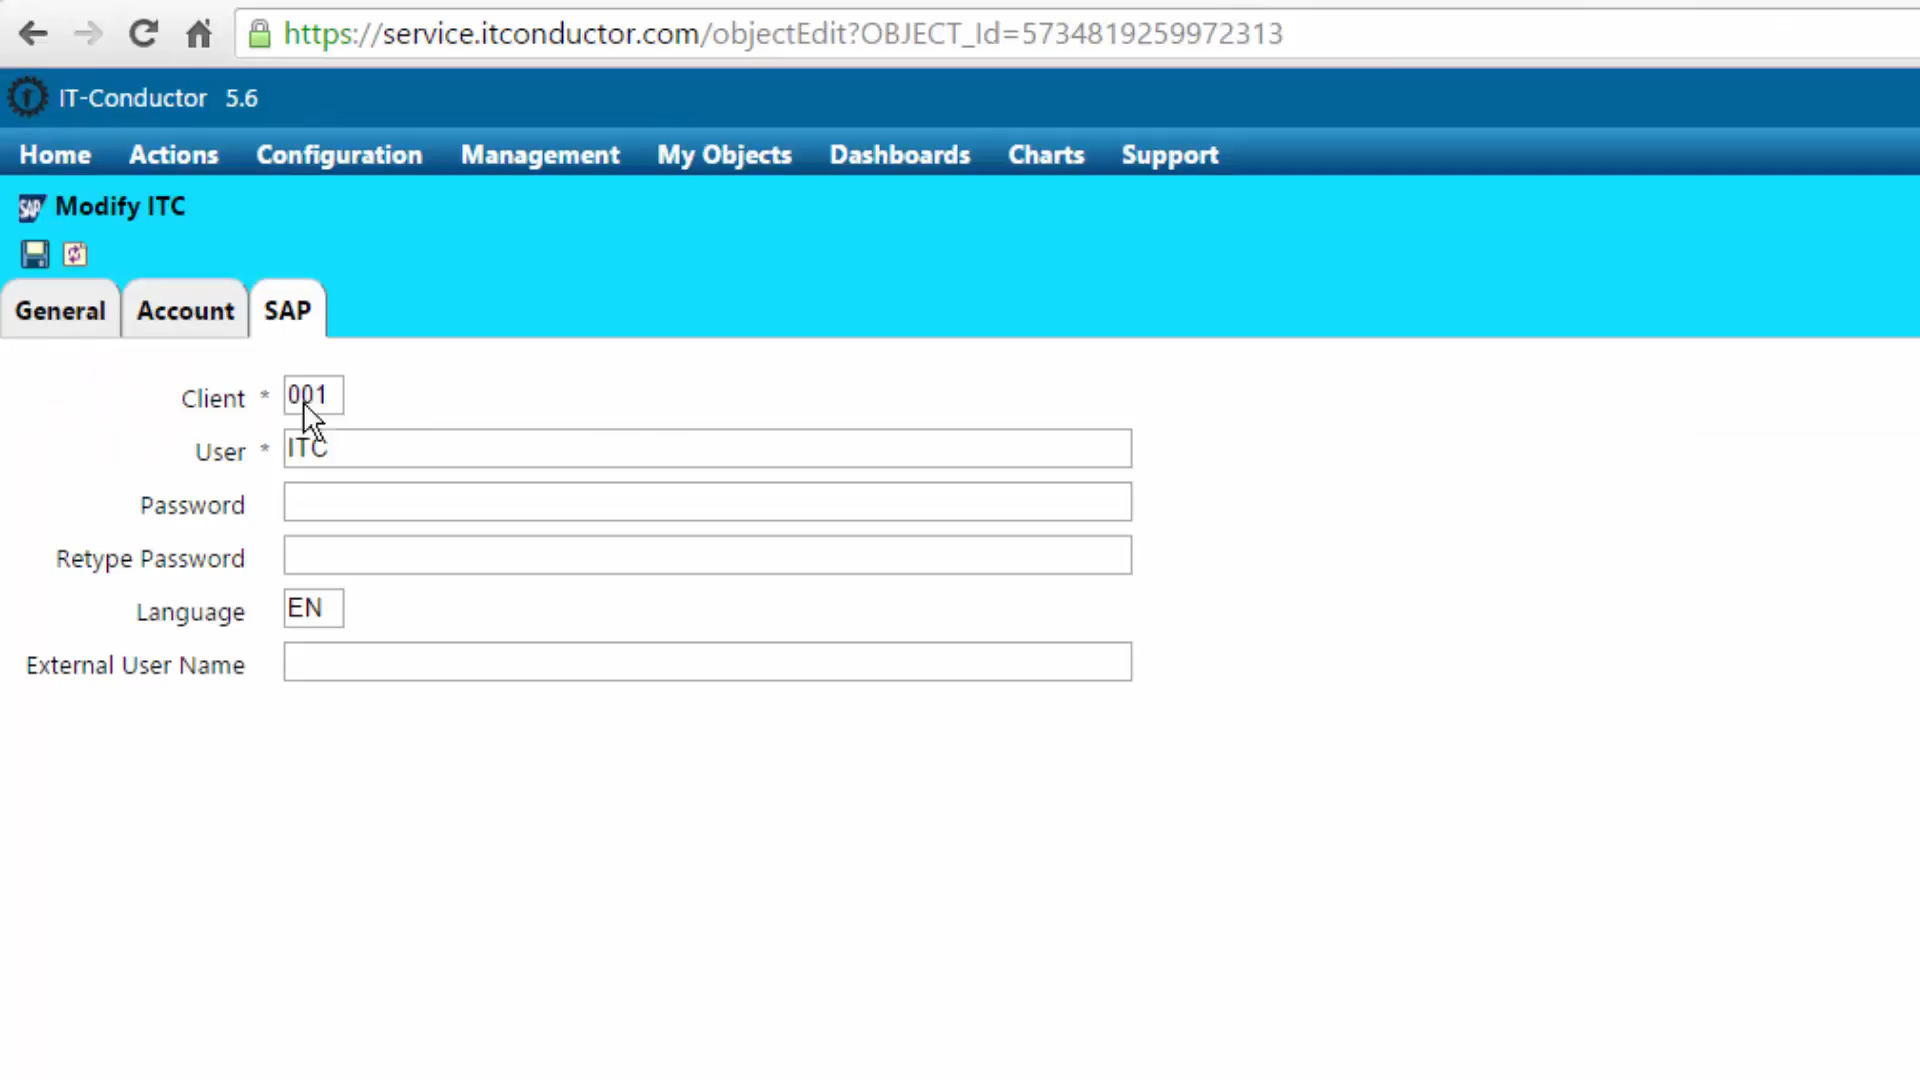 https://service.itconductor.com/objectEdit?OBJECT_Id=5734819259972313
IT-Conductor 5.6
Home Actions Configuration Management My Objects Dashboards Charts Support
SAP Modify ITC
General Account SAP
Client * 001
User * ITC
Password
Retype Password
Language EN
External User Name